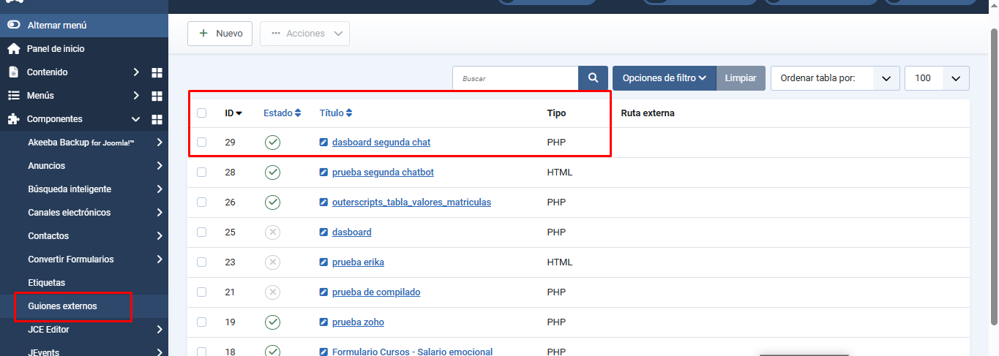 Alternar menú
Panel de inicio
Contenido
Menús
Componentes
Akeeba Backup for Joomla!™
Anuncios
Búsqueda inteligente
Canales electrónicos
Contactos
Convertir Formularios
Etiquetas
Guiones externos
JCE Editor
JEvents
+ Nuevo
··· Acciones
Buscar
Opciones de filtro
Limpiar
Ordenar tabla por:
100
ID Estado Título Tipo Ruta externa
29 dasboard segunda chat PHP
28 prueba segunda chatbot HTML
26 outerscripts_tabla_valores_matriculas PHP
25 dasboard PHP
23 prueba erika HTML
21 prueba de compilado PHP
19 prueba zoho PHP
18 Formulario Cursos - Salario emocional PHP